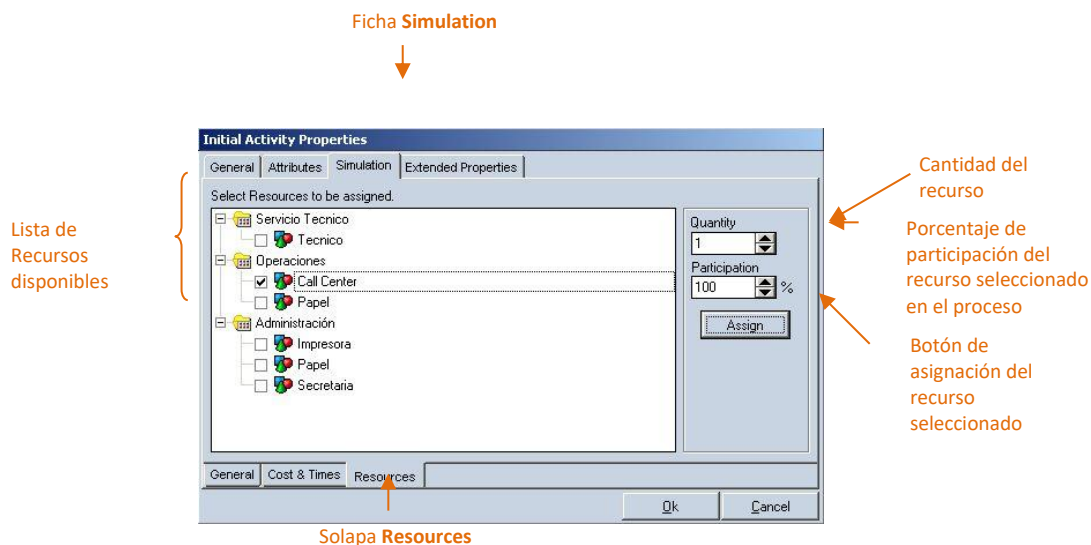 Ficha Simulation
Initial Activity Properties
General Attributes Simulation Extended Properties
Select Resources to be assigned.
Servicio Tecnico
Tecnico
Operaciones
Call Center
Papel
Administración
Impresora
Papel
Secretaria
Quantity
1
Participation
100 %
Assign
General Cost & Times Resources
Ok Cancel
Lista de
Recursos
disponibles
Cantidad del
recurso
Porcentaje de
participación del
recurso seleccionado
en el proceso
Botón de
asignación del
recurso
seleccionado
Solapa Resources